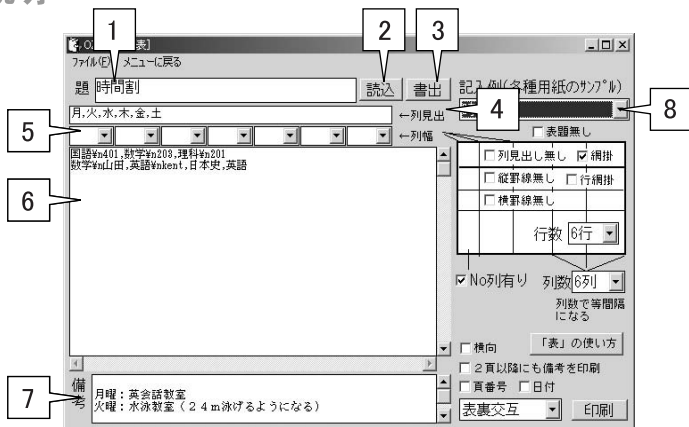 1 2 3
表]
ファイル(F) メニューに戻る
題 時間割 読込 書出 記入例(各種用紙のサンプル)
月,火,水,木,金,土 ←列見出 4 8
5 ←列幅 表題無し
国語¥n401,数学¥n203,理科¥n201
数学¥n山田,英語¥nkent,日本史,英語
列見出し無し 網掛
縦罫線無し 行網掛
6 横罫線無し
行数 6行
No列有り 列数 6列
列数で等間隔
になる
横向 「表」の使い方
2頁以降にも備考を印刷
備考
月曜：英会話教室
火曜：水泳教室（２４ｍ泳げるようになる）
7 頁番号 日付
表裏交互 印刷